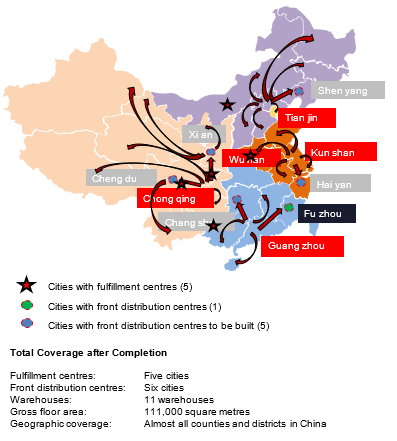 Shen yang
Tian jin
Xi an
Wu han
Kun shan
Cheng du
Hai yan
Chong qing
Fu zhou
Chang sha
Guang zhou
Cities with fulfillment centres (5)
Cities with front distribution centres (1)
Cities with front distribution centres to be built (5)
Total Coverage after Completion
Fulfillment centres: Five cities
Front distribution centres: Six cities
Warehouses: 11 warehouses
Gross floor area: 111,000 square metres
Geographic coverage: Almost all counties and districts in China